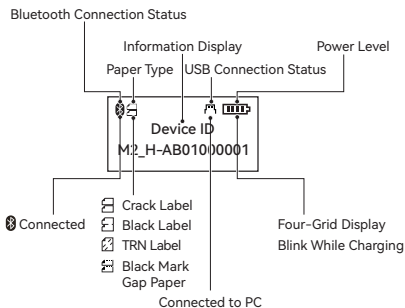 Bluetooth Connection Status
Information Display
Power Level
Paper Type
USB Connection Status
Device ID
M2_H-AB01000001
Connected
Crack Label
Black Label
TRN Label
Black Mark
Gap Paper
Four-Grid Display
Blink While Charging
Connected to PC